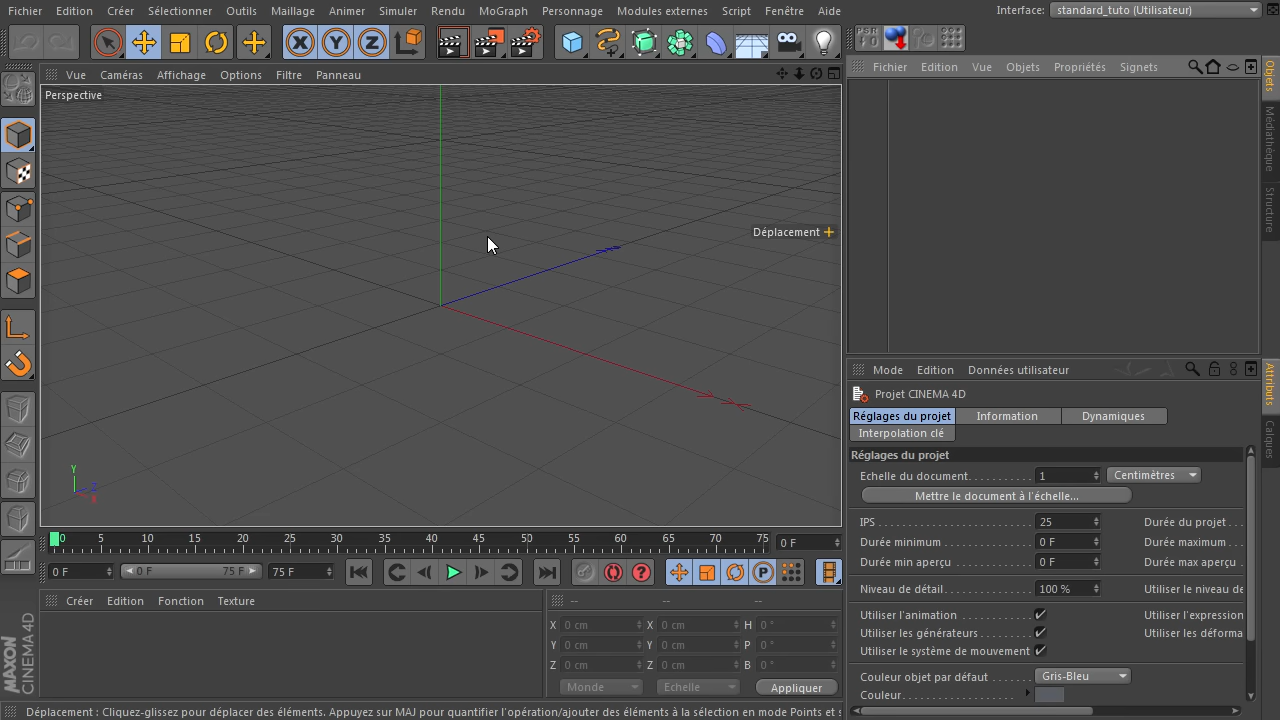 Fichier Edition Créer Sélectionner Outils Maillage Animer Simuler Rendu MoGraph Personnage Modules externes Script Fenêtre Aide Interface: standard_tuto (Utilisateur)
X Y Z PSR 0
Vue Caméras Affichage Options Filtre Panneau
Fichier Edition Vue Objets Propriétés Signets
Objets
Médiathèque
Structure
Perspective
Déplacement
Y
Z
X
Mode Edition Données utilisateur
Attributs
Calques
Projet CINEMA 4D
Réglages du projet Information Dynamiques
Interpolation clé
Réglages du projet
Echelle du document 1 Centimètres
Mettre le document à l'échelle...
IPS 25 Durée du projet
Durée minimum 0 F Durée maximum
Durée min aperçu 0 F Durée max aperçu
Niveau de détail 100 % Utiliser le niveau de
Utiliser l'animation Utiliser l'expression
Utiliser les générateurs Utiliser les déforma
Utiliser le système de mouvement
Couleur objet par défaut Gris-Bleu
Couleur
0 5 10 15 20 25 30 35 40 45 50 55 60 65 70 75 0 F
0 F 0 F 75 F 75 F P
Créer Edition Fonction Texture
-- -- --
X 0 cm X 0 cm H 0 °
Y 0 cm Y 0 cm P 0 °
Z 0 cm Z 0 cm B 0 °
Monde Echelle Appliquer
MAXON
CINEMA 4D
Déplacement : Cliquez-glissez pour déplacer des éléments. Appuyez sur MAJ pour quantifier l'opération/ajouter des éléments à la sélection en mode Points et s